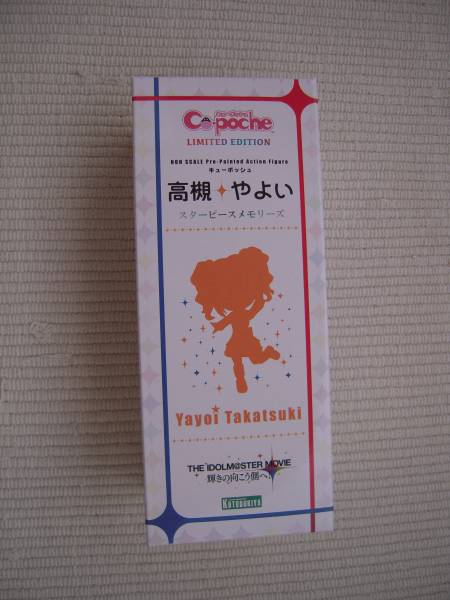 Cu-poche
LIMITED EDITION
NON SCALE Pre-Painted Action Figure
キューポッシュ
高槻 やよい
スターピースメモリーズ
Yayoi Takatsuki
THE IDOLM@STER MOVIE
輝きの向こう側へ!
KOTOBUKIYA